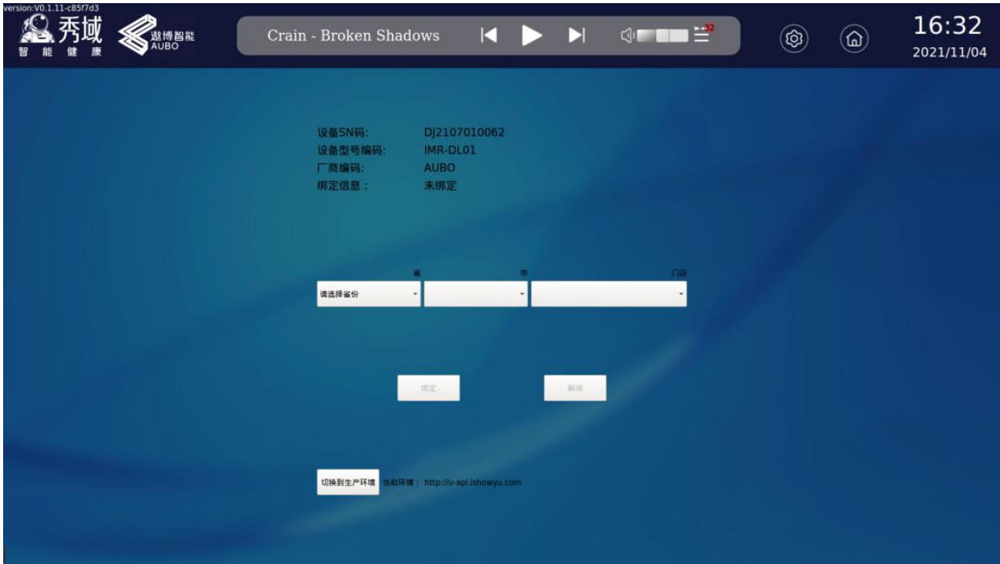 version:V0.1.11-c85f7d3
秀域
智能健康
遨博智能
AUBO
Crain - Broken Shadows
32
16:32
2021/11/04
设备SN码: DJ2107010062
设备型号编码: IMR-DL01
厂商编码: AUBO
绑定信息: 未绑定
省 市 门店
请选择省份
绑定 解绑
切换到生产环境 当前环境: http://u-api.ishowyu.com